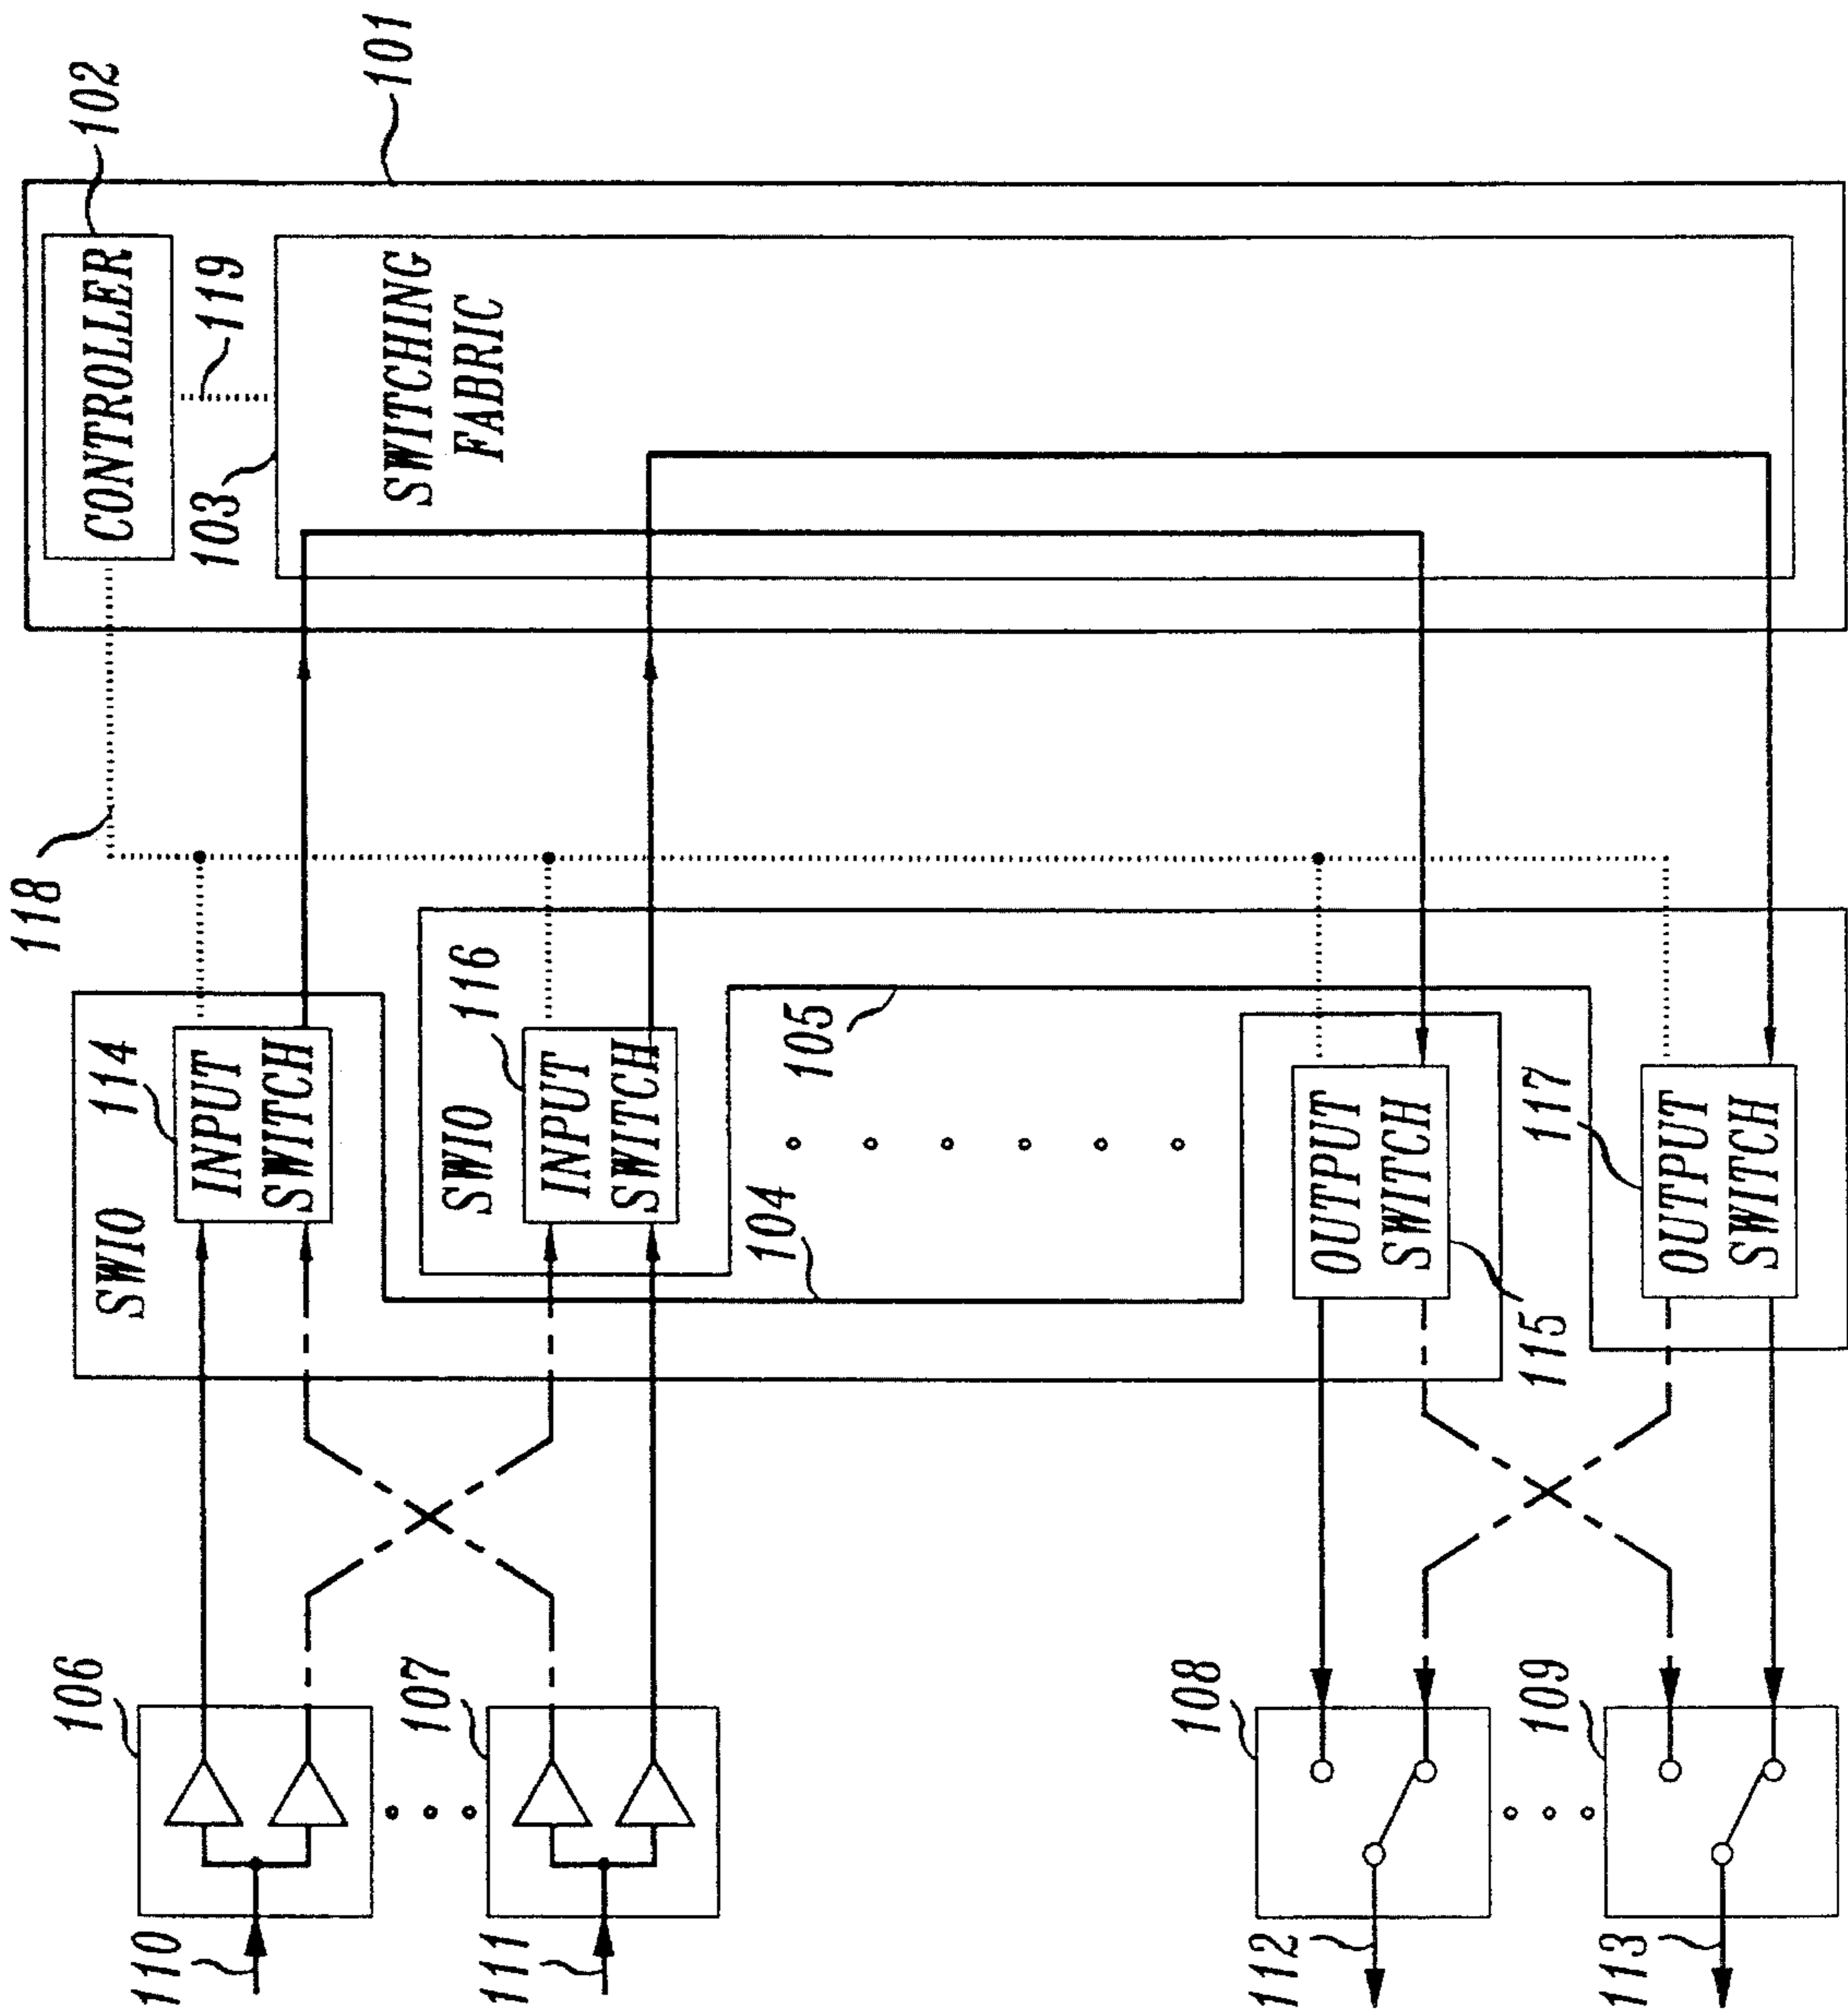 118
102
101
106
SWIO
114
CONTROLLER
110
INPUT
SWITCH
103
119
107
SWIO
116
SWITCHING
FABRIC
111
INPUT
SWITCH
104
105
108
112
OUTPUT
SWITCH
115
109
117
113
OUTPUT
SWITCH